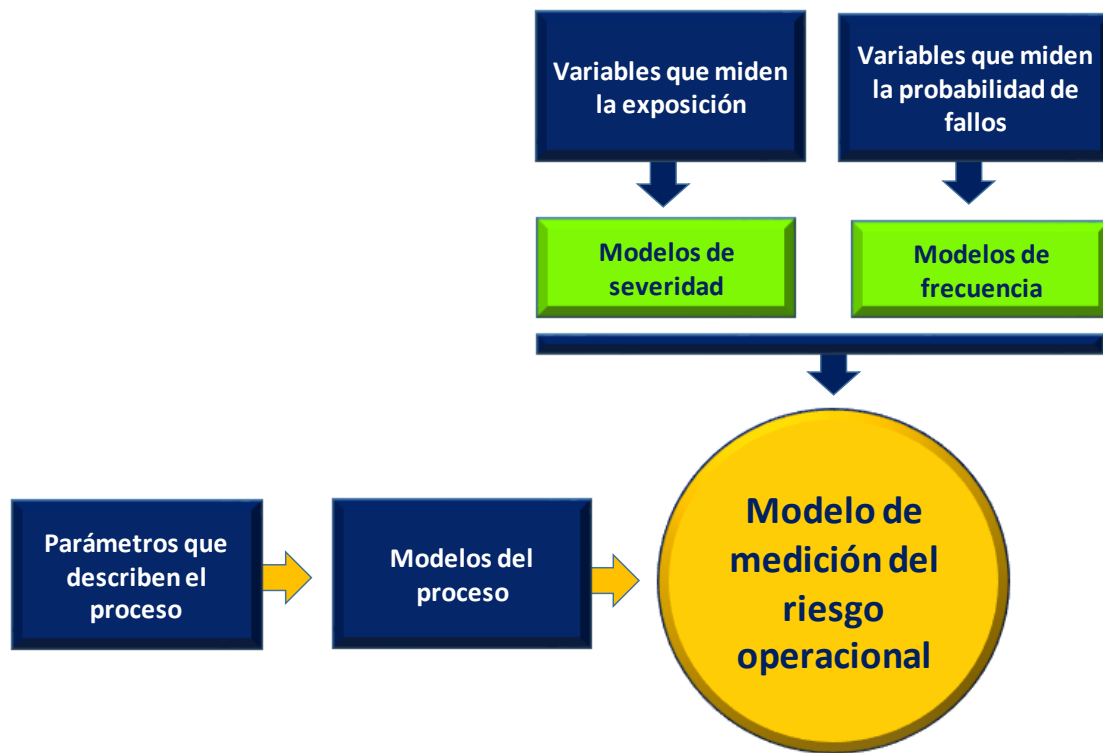 Variables que miden
la exposición
Variables que miden
la probabilidad de
fallos
Modelos de
severidad
Modelos de
frecuencia
Parámetros que
describen el
proceso
Modelos del
proceso
Modelo de
medición del
riesgo
operacional